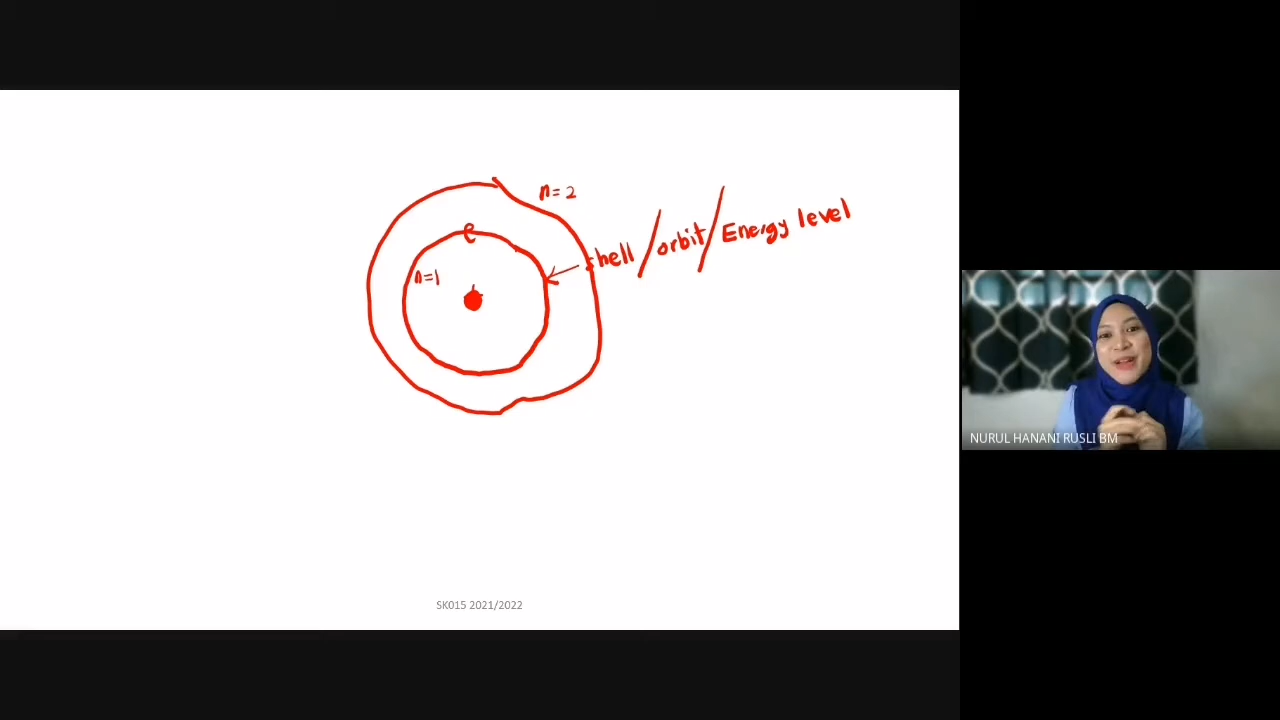 n=2
e
shell/orbit/Energy level
n=1
NURUL HANANI RUSLI BM
SK015 2021/2022